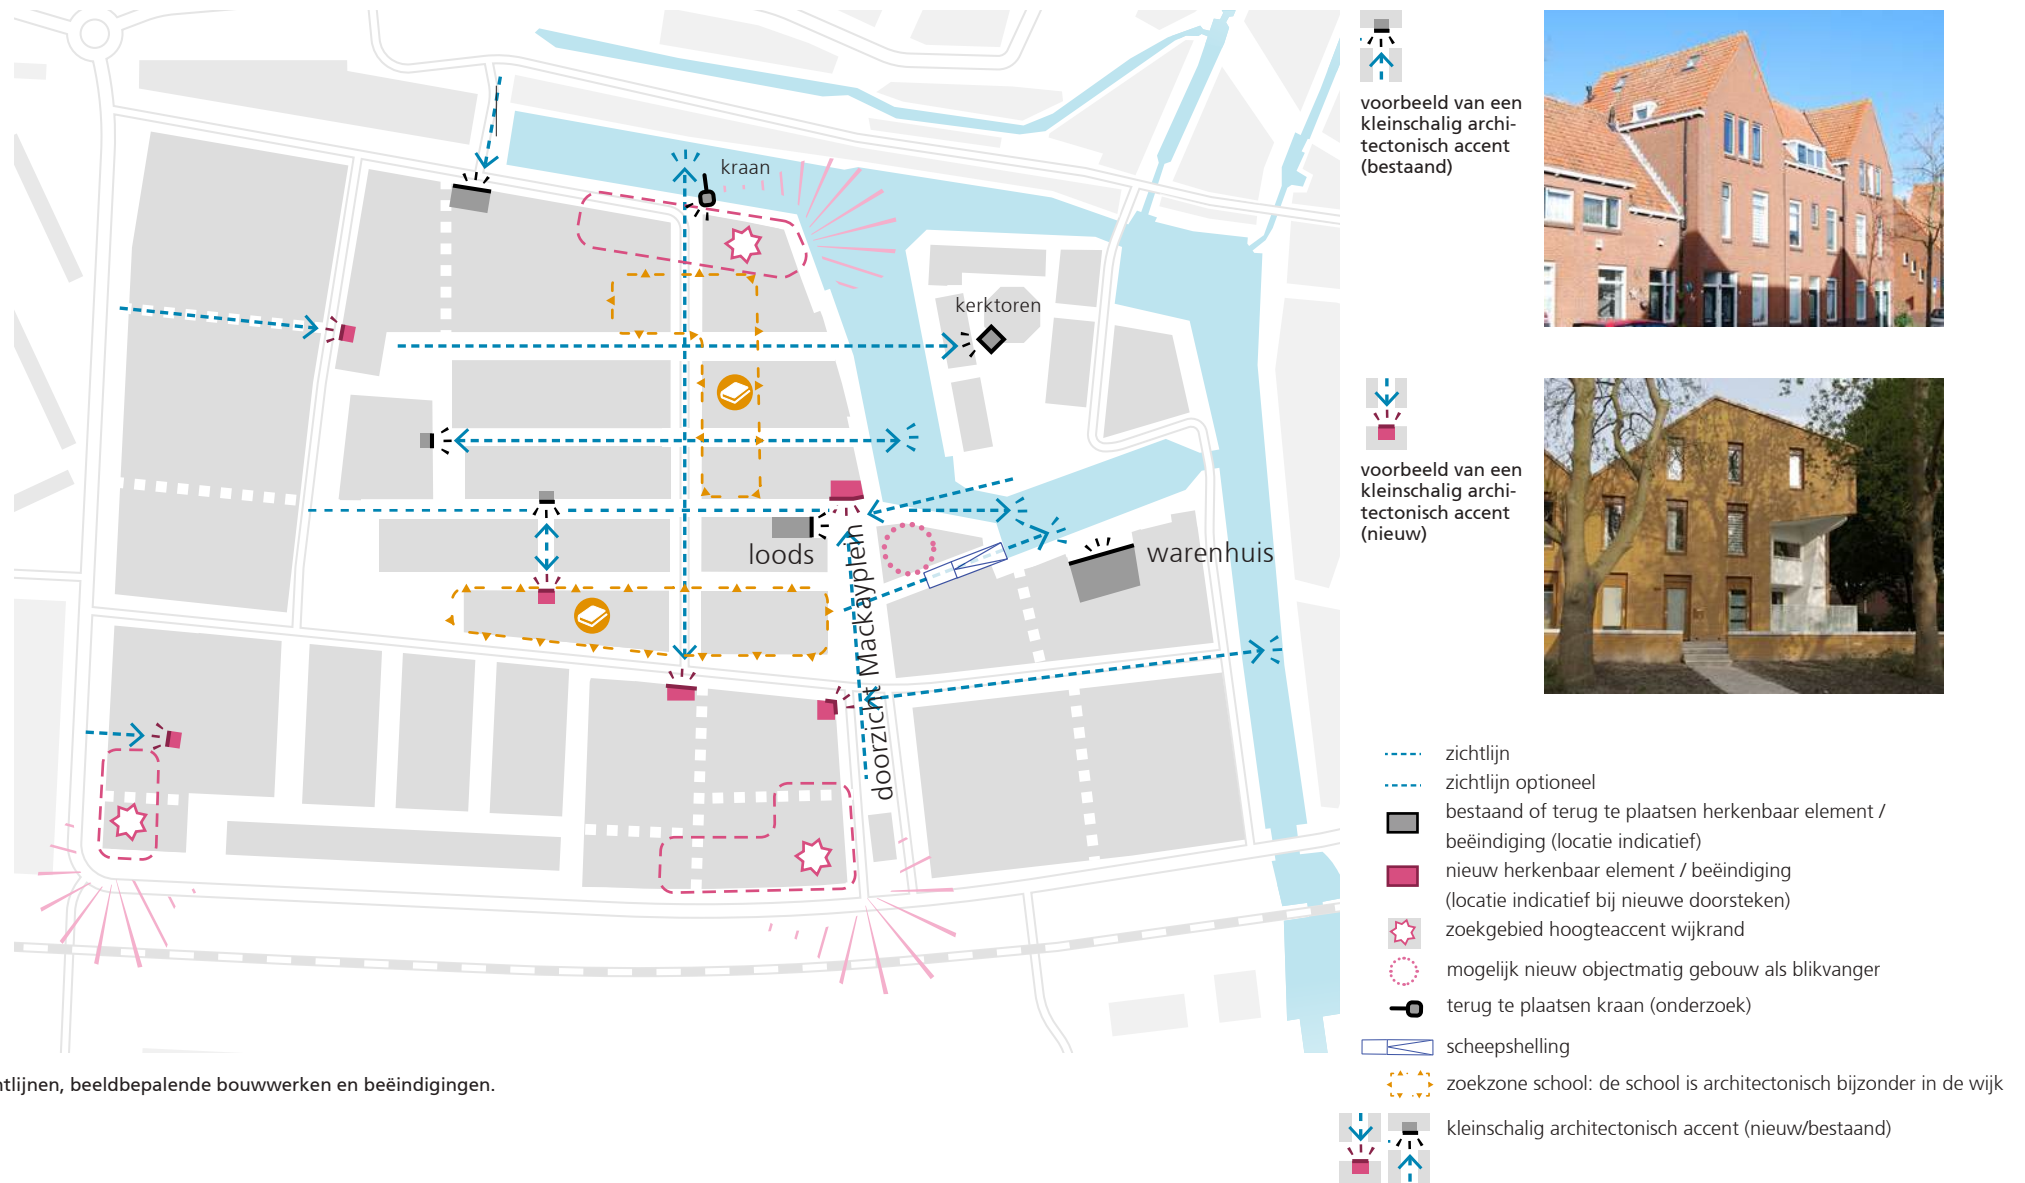 kraan
kerktoren
loods
warenhuis
doorzicht Mackayplein
voorbeeld van een
kleinschalig archi-
tectonisch accent
(bestaand)
voorbeeld van een
kleinschalig archi-
tectonisch accent
(nieuw)
zichtlijn
zichtlijn optioneel
bestaand of terug te plaatsen herkenbaar element /
beëindiging (locatie indicatief)
nieuw herkenbaar element / beëindiging
(locatie indicatief bij nieuwe doorsteken)
zoekgebied hoogteaccent wijkrand
mogelijk nieuw objectmatig gebouw als blikvanger
terug te plaatsen kraan (onderzoek)
scheepshelling
zoekzone school: de school is architectonisch bijzonder in de wijk
kleinschalig architectonisch accent (nieuw/bestaand)
beeldbepalende bouwwerken en beëindigingen.